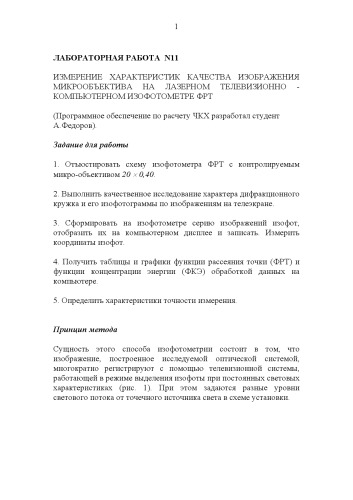 1
ЛАБОРАТОРНАЯ РАБОТА N11
ИЗМЕРЕНИЕ ХАРАКТЕРИСТИК КАЧЕСТВА ИЗОБРАЖЕНИЯ
МИКРООБЪЕКТИВА НА ЛАЗЕРНОМ ТЕЛЕВИЗИОННО -
КОМПЬЮТЕРНОМ ИЗОФОТОМЕТРЕ ФРТ
(Программное обеспечение по расчету ЧКХ разработал студент
А.Федоров).
Задание для работы
1. Отъюстировать схему изофотометра ФРТ с контролируемым
микро-объективом 20 × 0,40.
2. Выполнить качественное исследование характера дифракционного
кружка и его изофотограммы по изображениям на телеэкране.
3. Сформировать на изофотометре серию изображений изофот,
отобразить их на компьютерном дисплее и записать. Измерить
координаты изофот.
4. Получить таблицы и графики функции рассеяния точки (ФРТ) и
функции концентрации энергии (ФКЭ) обработкой данных на
компьютере.
5. Определить характеристики точности измерения.
Принцип метода
Сущность этого способа изофотометрии состоит в том, что
изображение, построенное исследуемой оптической системой,
многократно регистрируют с помощью телевизионной системы,
работающей в режиме выделения изофоты при постоянных световых
характеристиках (рис. 1). При этом задаются разные уровни
светового потока от точечного источника света в схеме установки.